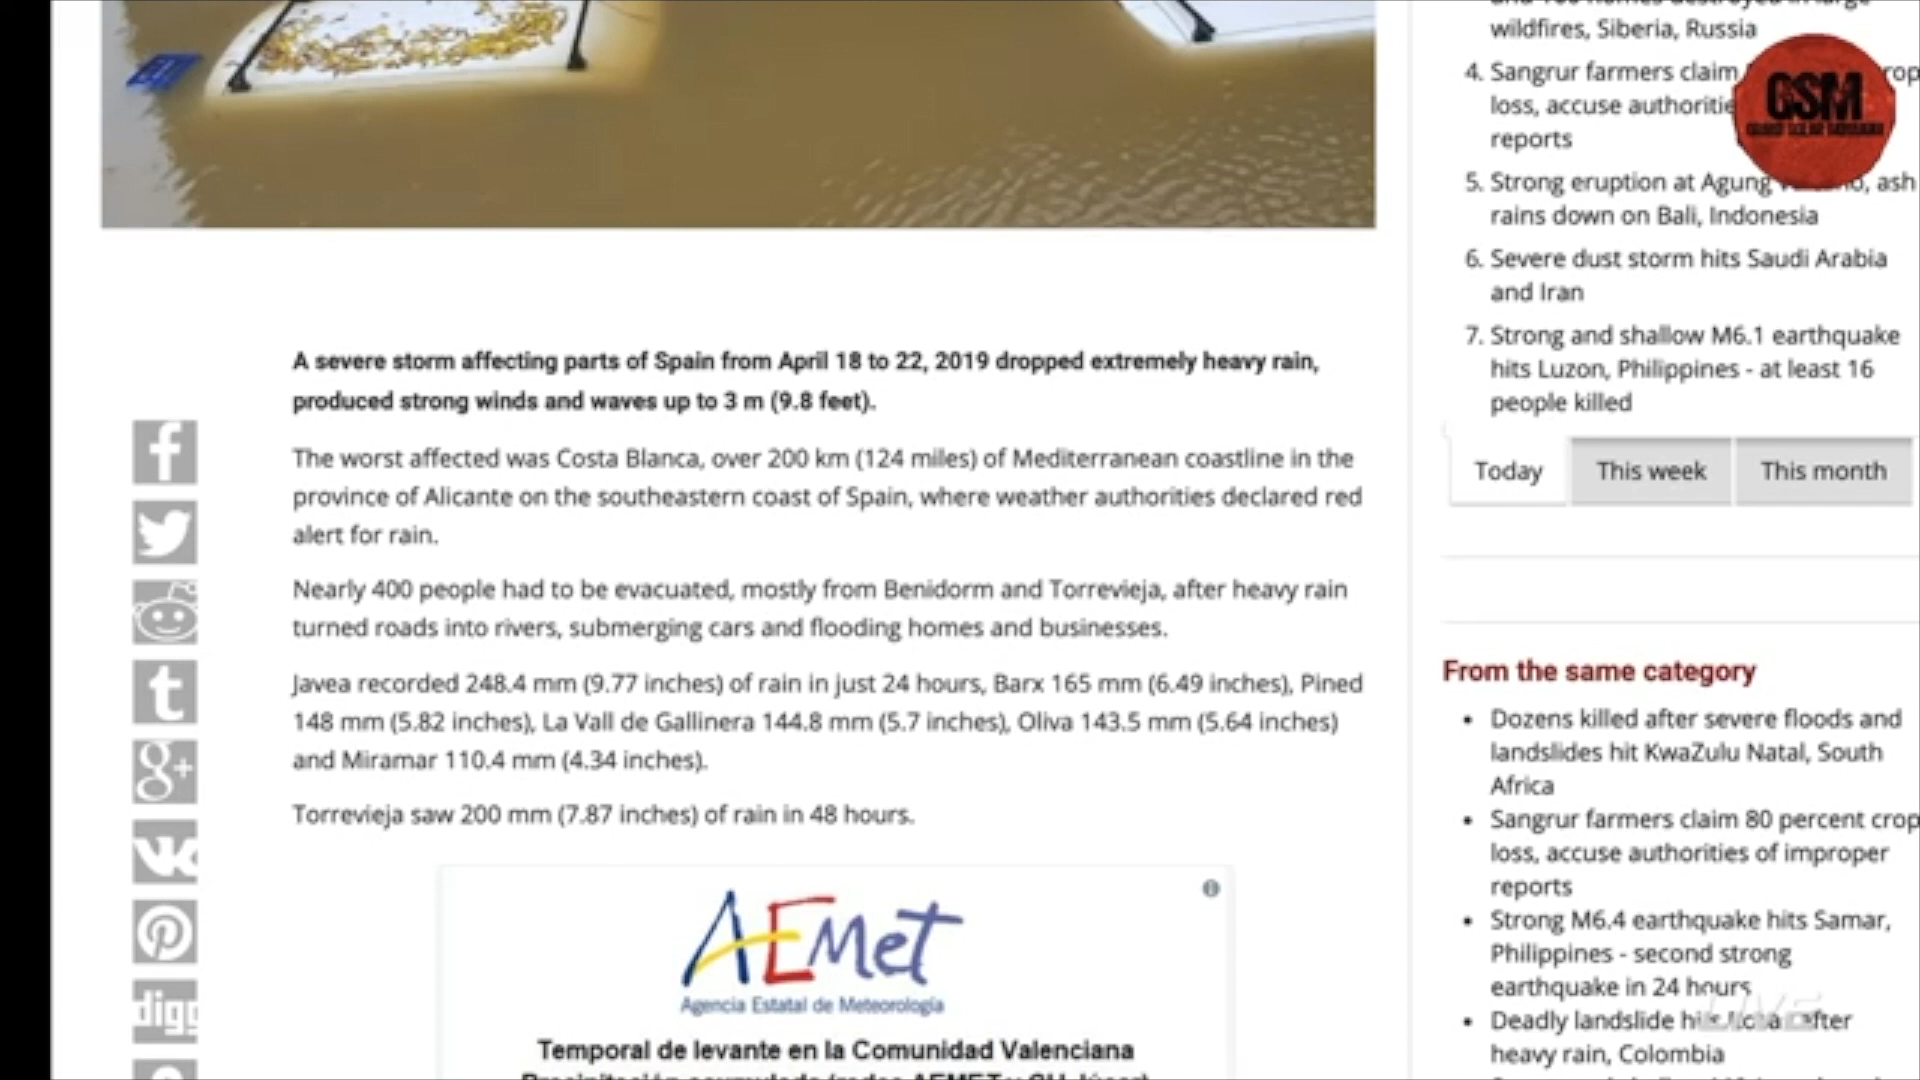 A severe storm affecting parts of Spain from April 18 to 22, 2019 dropped extremely heavy rain,
produced strong winds and waves up to 3 m (9.8 feet).
The worst affected was Costa Blanca, over 200 km (124 miles) of Mediterranean coastline in the
province of Alicante on the southeastern coast of Spain, where weather authorities declared red
alert for rain.
Nearly 400 people had to be evacuated, mostly from Benidorm and Torrevieja, after heavy rain
turned roads into rivers, submerging cars and flooding homes and businesses.
Javea recorded 248.4 mm (9.77 inches) of rain in just 24 hours, Barx 165 mm (6.49 inches), Pined
148 mm (5.82 inches), La Vall de Gallinera 144.8 mm (5.7 inches), Oliva 143.5 mm (5.64 inches)
and Miramar 110.4 mm (4.34 inches).
Torrevieja saw 200 mm (7.87 inches) of rain in 48 hours.
AEMet
Agencia Estatal de Meteorología
Temporal de levante en la Comunidad Valenciana
digg
wildfires, Siberia, Russia
4. Sangrur farmers claim
loss, accuse
reports
GSM
5. Strong eruption at Agung ash
rains down on Bali, Indonesia
6. Severe dust storm hits Saudi Arabia
and Iran
7. Strong and shallow M6.1 earthquake
hits Luzon, Philippines - at least 16
people killed
Today This week This month
From the same category
• Dozens killed after severe floods and
landslides hit KwaZulu Natal, South
Africa
• Sangrur farmers claim 80 percent crop
loss, accuse authorities of improper
reports
• Strong M6.4 earthquake hits Samar,
Philippines - second strong
earthquake in 24 hours
• Deadly landslide after
heavy rain, Colombia
LIVE